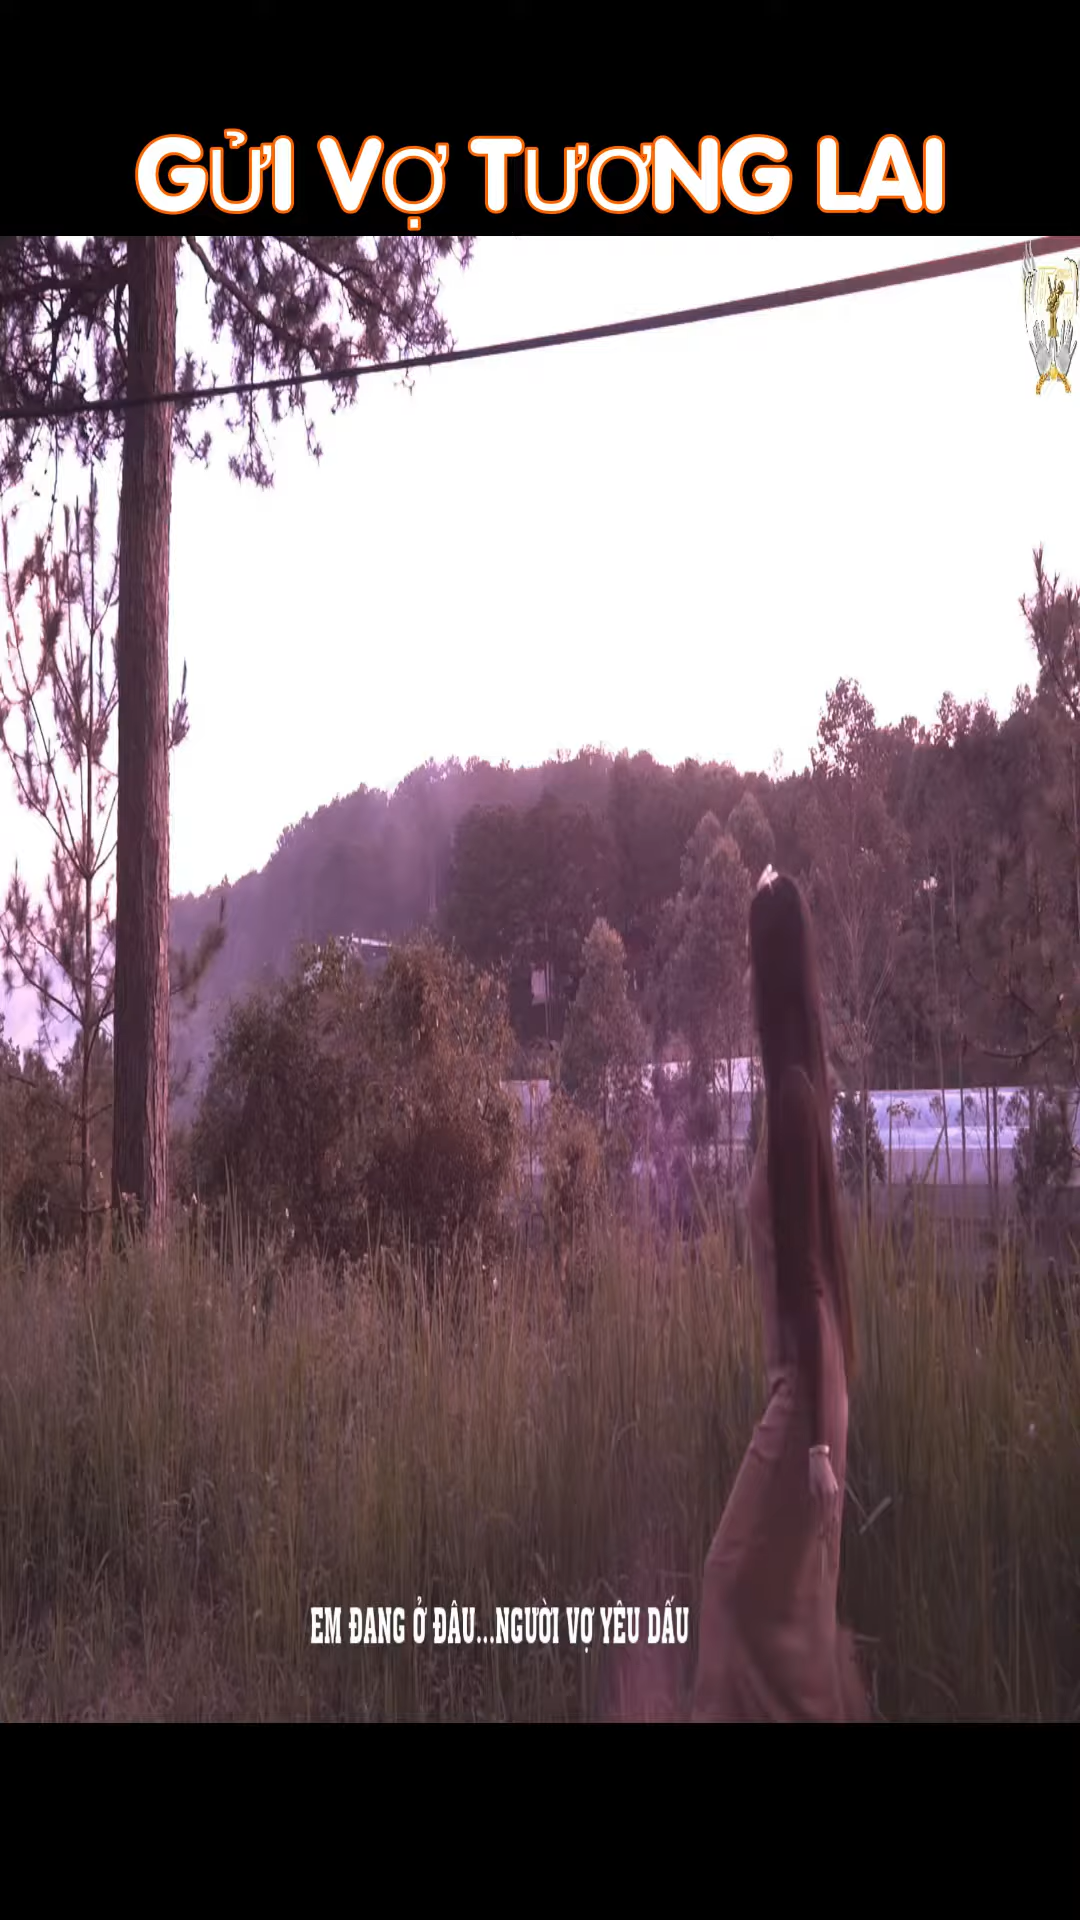 GỬI VỢ TƯƠNG LAI
EM ĐANG Ở ĐÂU...NGƯỜI VỢ YÊU DẤU